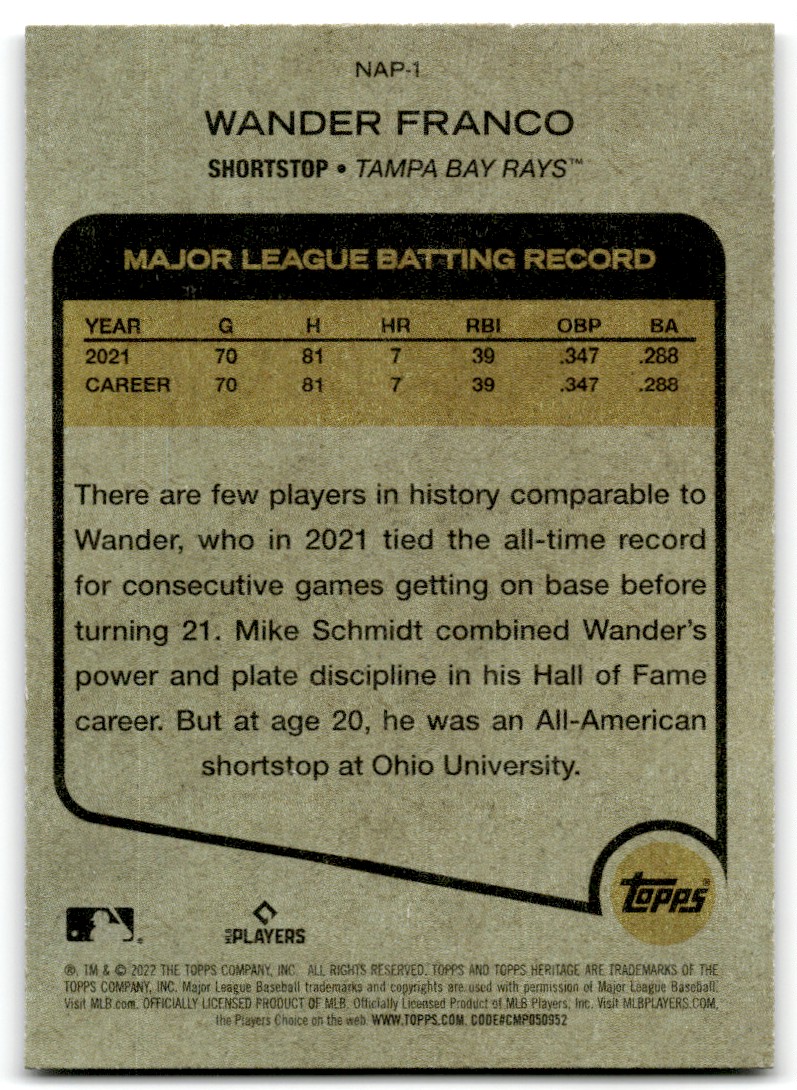 NAP-1
WANDER FRANCO
SHORTSTOP • TAMPA BAY RAYS™
MAJOR LEAGUE BATTING RECORD
YEAR G H HR RBI OBP BA
2021 70 81 7 39 .347 .288
CAREER 70 81 7 39 .347 .288
There are few players in history comparable to
Wander, who in 2021 tied the all-time record
for consecutive games getting on base before
turning 21. Mike Schmidt combined Wander's
power and plate discipline in his Hall of Fame
career. But at age 20, he was an All-American
shortstop at Ohio University.
topps®
MLB PLAYERS
®, TM & © 2022 THE TOPPS COMPANY, INC. ALL RIGHTS RESERVED. TOPPS AND TOPPS HERITAGE ARE TRADEMARKS OF THE
TOPPS COMPANY, INC. Major League Baseball trademarks and copyrights are used with permission of Major League Baseball.
Visit MLB.com. OFFICIALLY LICENSED PRODUCT OF MLB. Officially Licensed Product of MLB Players, Inc. Visit MLBPLAYERS.COM,
the Players Choice on the web. WWW.TOPPS.COM. CODE#CMP050952